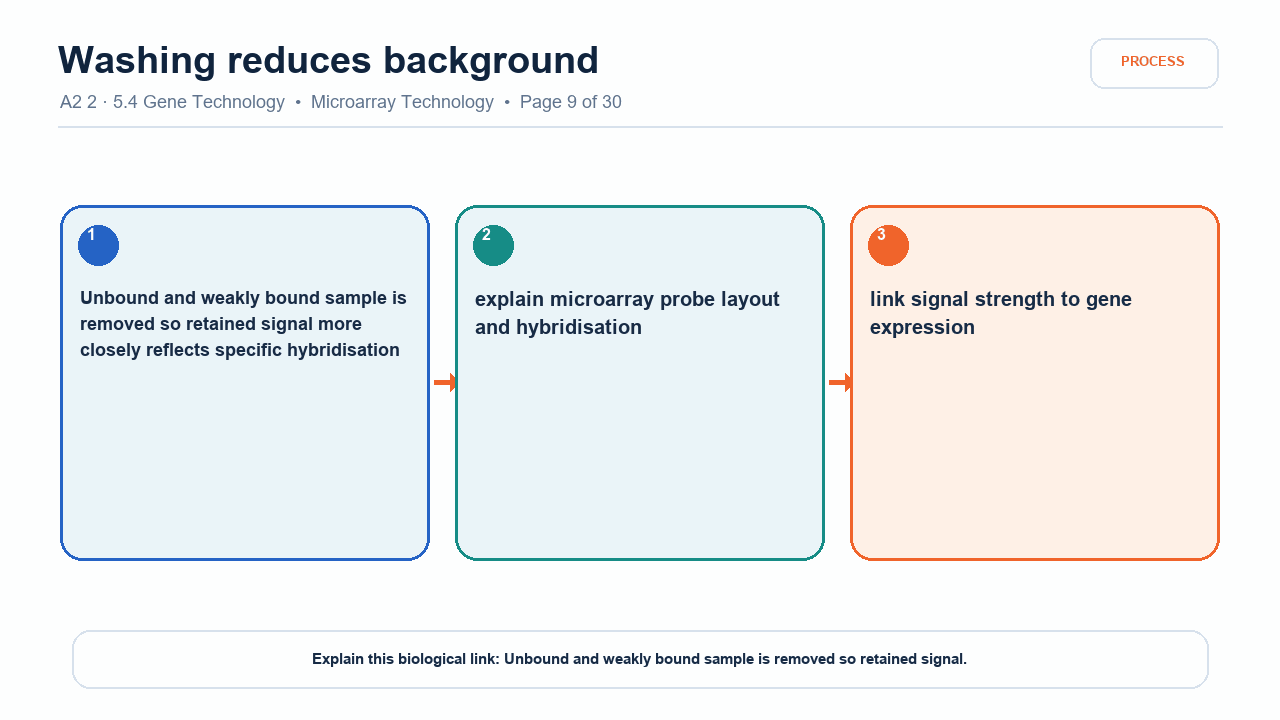 Washing reduces background
PROCESS
A2 2 · 5.4 Gene Technology • Microarray Technology • Page 9 of 30
1
Unbound and weakly bound sample is
removed so retained signal more
closely reflects specific hybridisation
2
explain microarray probe layout
and hybridisation
3
link signal strength to gene
expression
Explain this biological link: Unbound and weakly bound sample is removed so retained signal.